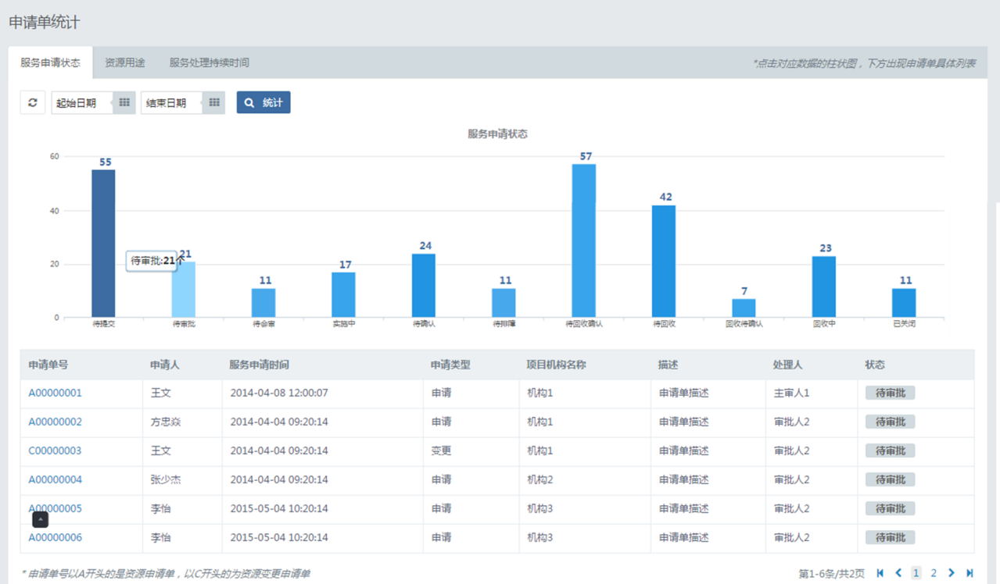 申请单统计
服务申请状态 资源用途 服务处理持续时间 *点击对应数据的柱状图，下方出现申请单具体列表
起始日期 结束日期 统计
服务申请状态
60
40
20
0
55 21 11 17 24 11 57 42 7 23 11
待审批:21个
待提交 待审批 待会审 实施中 待确认 待排障 待回收确认 待回收 回收待确认 回收中 已关闭
申请单号 申请人 服务申请时间 申请类型 项目机构名称 描述 处理人 状态
A00000001 王文 2014-04-08 12:00:07 申请 机构1 申请单描述 主审人1 待审批
A00000002 方忠焱 2014-04-04 09:20:14 申请 机构1 申请单描述 审批人2 待审批
C00000003 王文 2014-04-04 09:20:14 变更 机构1 申请单描述 审批人2 待审批
A00000004 张少杰 2014-04-04 09:20:14 申请 机构2 申请单描述 审批人2 待审批
A00000005 李怡 2015-05-04 10:20:14 申请 机构3 申请单描述 审批人2 待审批
A00000006 李怡 2015-05-04 10:20:14 申请 机构3 申请单描述 审批人2 待审批
* 申请单号以A开头的是资源申请单，以C开头的为资源变更申请单 第1-6条/共2页 1 2